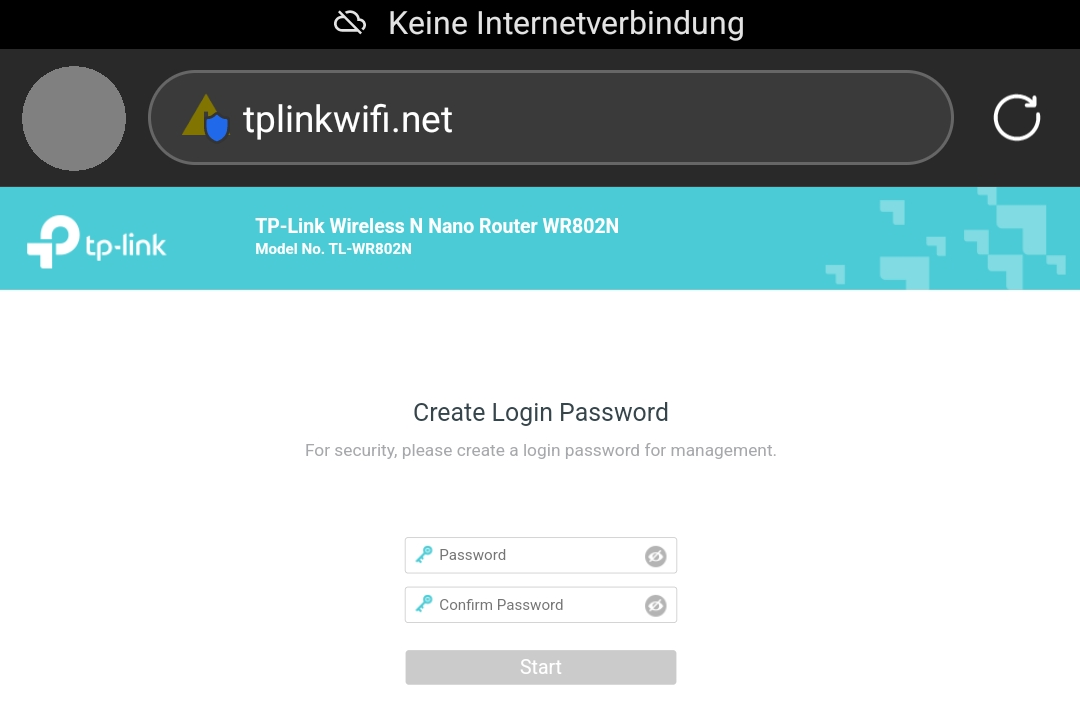 Keine Internetverbindung
tplinkwifi.net
tp-link
TP-Link Wireless N Nano Router WR802N
Model No. TL-WR802N
Create Login Password
For security, please create a login password for management.
Password
Confirm Password
Start